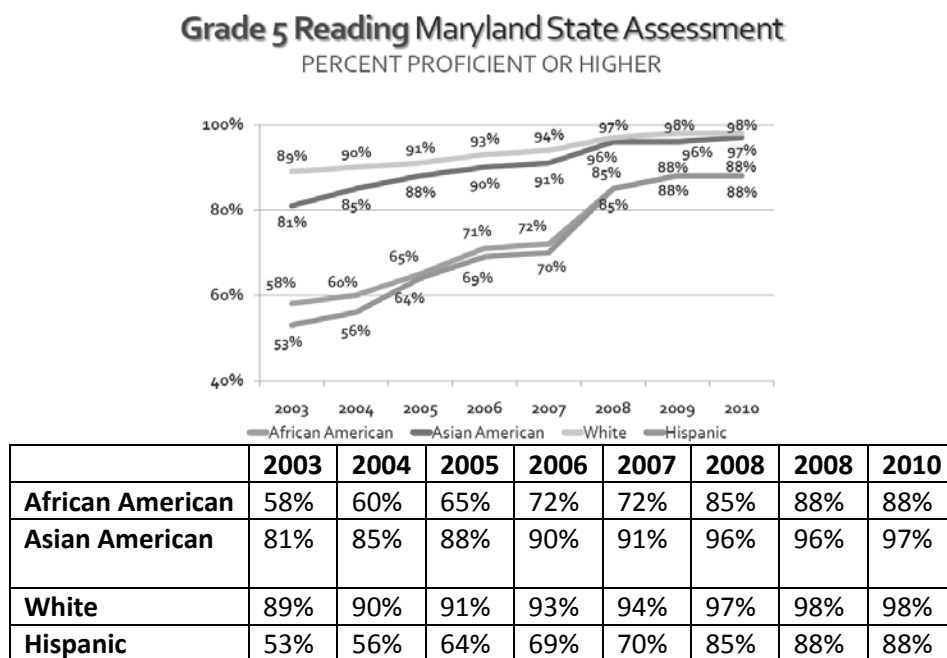 Grade 5 Reading Maryland State Assessment
PERCENT PROFICIENT OR HIGHER
100%
80%
60%
40%
89% 90% 91% 93% 94% 97% 98% 98%
81% 85% 88% 90% 91% 96% 96% 97%
58% 60% 65% 71% 72% 85% 88% 88%
53% 56% 64% 69% 70% 85% 88% 88%
2003 2004 2005 2006 2007 2008 2009 2010
African American Asian American White Hispanic
2003 2004 2005 2006 2007 2008 2008 2010
African American 58% 60% 65% 72% 72% 85% 88% 88%
Asian American 81% 85% 88% 90% 91% 96% 96% 97%
White 89% 90% 91% 93% 94% 97% 98% 98%
Hispanic 53% 56% 64% 69% 70% 85% 88% 88%